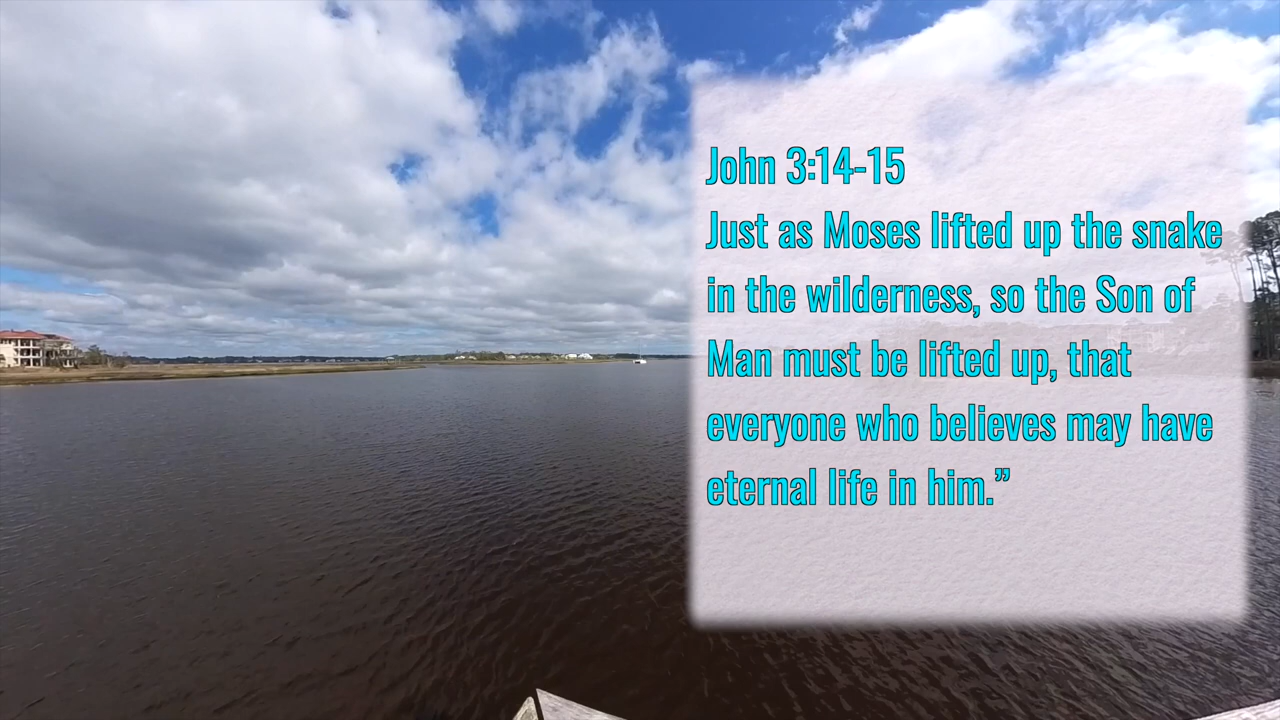 John 3:14-15
Just as Moses lifted up the snake
in the wilderness, so the Son of
Man must be lifted up, that
everyone who believes may have
eternal life in him.”